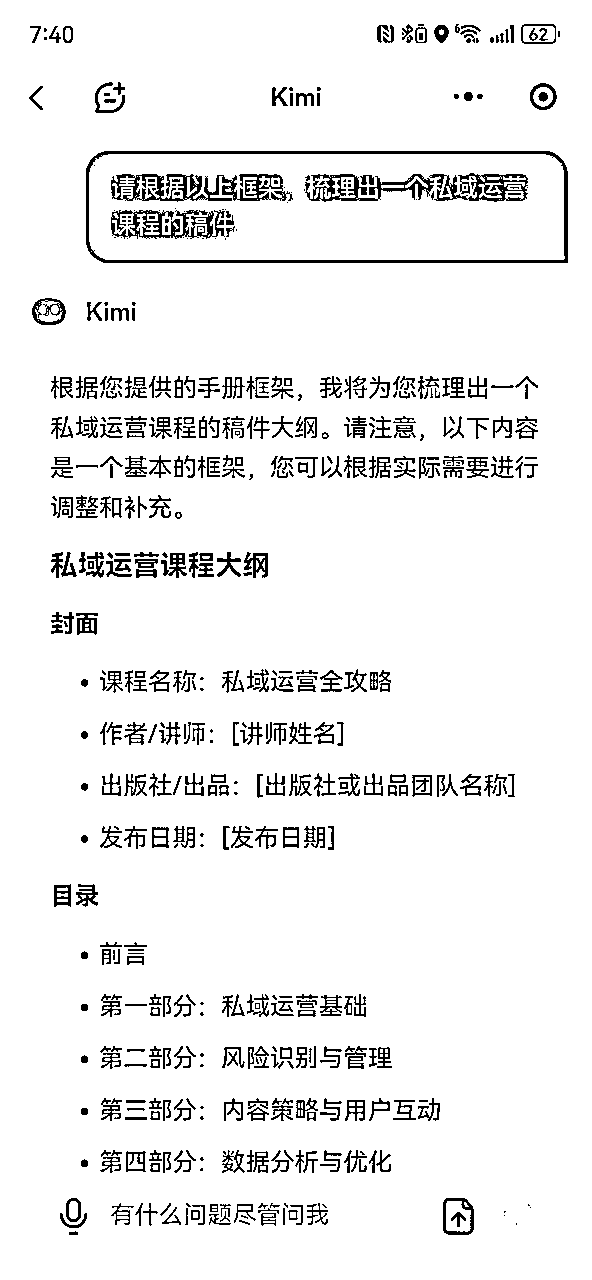 7:40
62
Kimi
请根据以上框架，梳理出一个私域运营
课程的稿件
Kimi
根据您提供的手册框架，我将为您梳理出一个
私域运营课程的稿件大纲。请注意，以下内容
是一个基本的框架，您可以根据实际需要进行
调整和补充。
私域运营课程大纲
封面
• 课程名称：私域运营全攻略
• 作者/讲师：[讲师姓名]
• 出版社/出品：[出版社或出品团队名称]
• 发布日期：[发布日期]
目录
• 前言
• 第一部分：私域运营基础
• 第二部分：风险识别与管理
• 第三部分：内容策略与用户互动
• 第四部分：数据分析与优化
有什么问题尽管问我